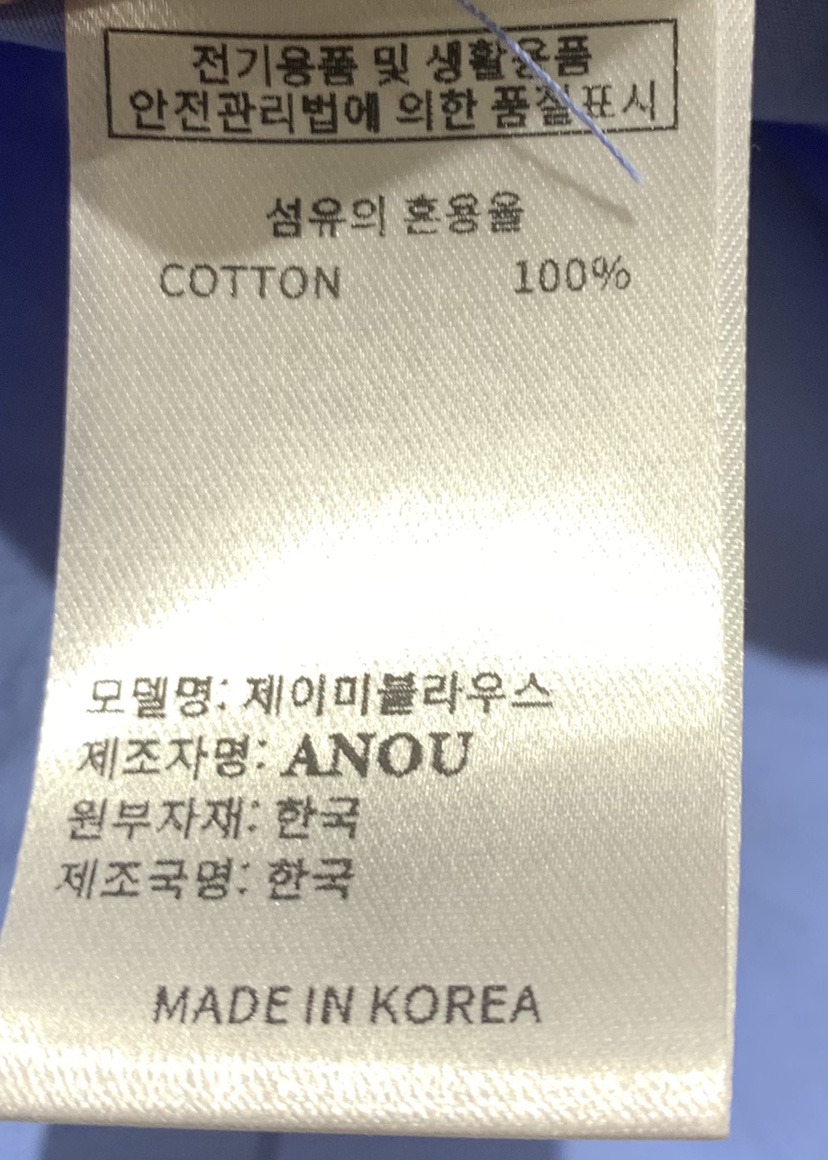 전기용품 및 생활용품
안전관리법에 의한 품질표시
섬유의 혼용율
COTTON 100%
모델명: 제이미블라우스
제조자명: ANOU
원부자재: 한국
제조국명: 한국
MADE IN KOREA